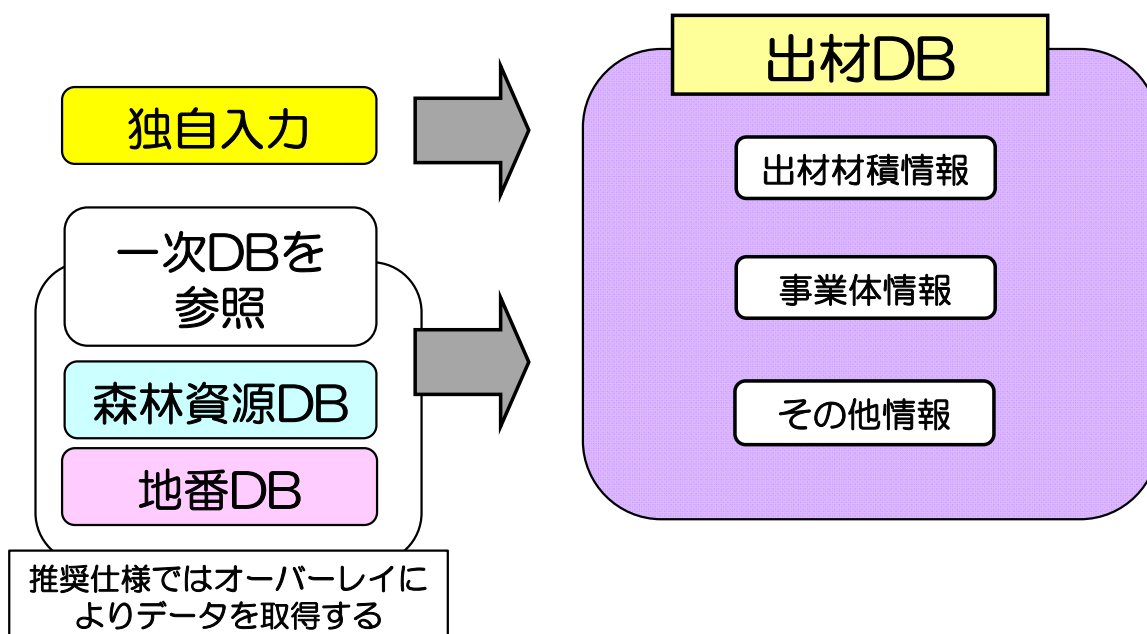 出材DB
独自入力
出材材積情報
一次DBを
参照
事業体情報
森林資源DB
その他情報
地番DB
推奨仕様ではオーバーレイに
よりデータを取得する